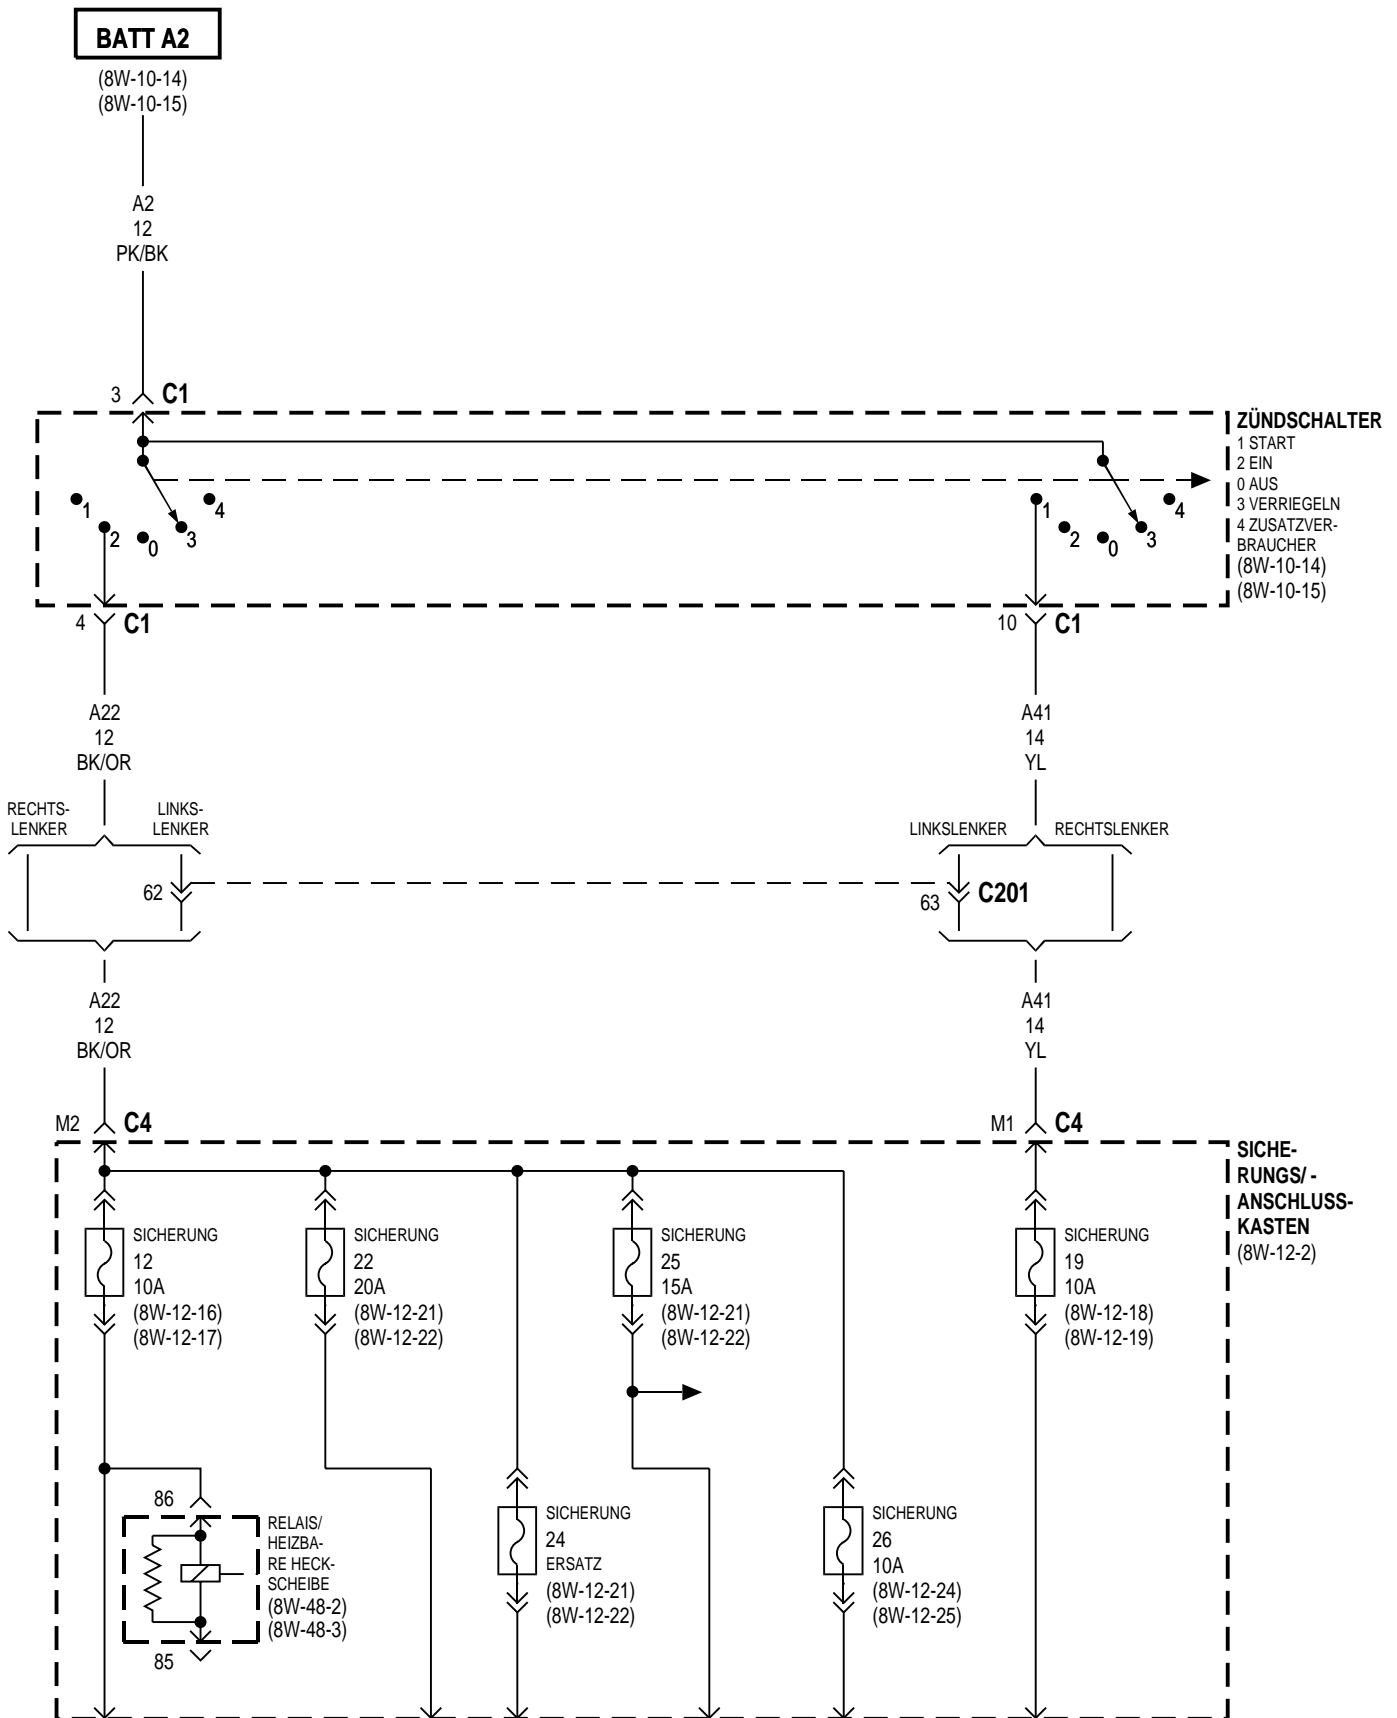 BATT A2
(8W-10-14)
(8W-10-15)
A2
12
PK/BK
3 C1
ZÜNDSCHALTER
1 START
2 EIN
0 AUS
3 VERRIEGELN
4 ZUSATZVER-
BRAUCHER
(8W-10-14)
(8W-10-15)
1
2
0
3
4
1
2
0
3
4
4 C1
10 C1
A22
12
BK/OR
A41
14
YL
RECHTS-
LENKER
LINKS-
LENKER
LINKSLENKER
RECHTSLENKER
62
63 C201
A22
12
BK/OR
A41
14
YL
M2 C4
M1 C4
SICHE-
RUNGS/ -
ANSCHLUSS-
KASTEN
(8W-12-2)
SICHERUNG
12
10A
(8W-12-16)
(8W-12-17)
SICHERUNG
22
20A
(8W-12-21)
(8W-12-22)
SICHERUNG
25
15A
(8W-12-21)
(8W-12-22)
SICHERUNG
19
10A
(8W-12-18)
(8W-12-19)
86
RELAIS/
HEIZBA-
RE HECK-
SCHEIBE
(8W-48-2)
(8W-48-3)
85
SICHERUNG
24
ERSATZ
(8W-12-21)
(8W-12-22)
SICHERUNG
26
10A
(8W-12-24)
(8W-12-25)